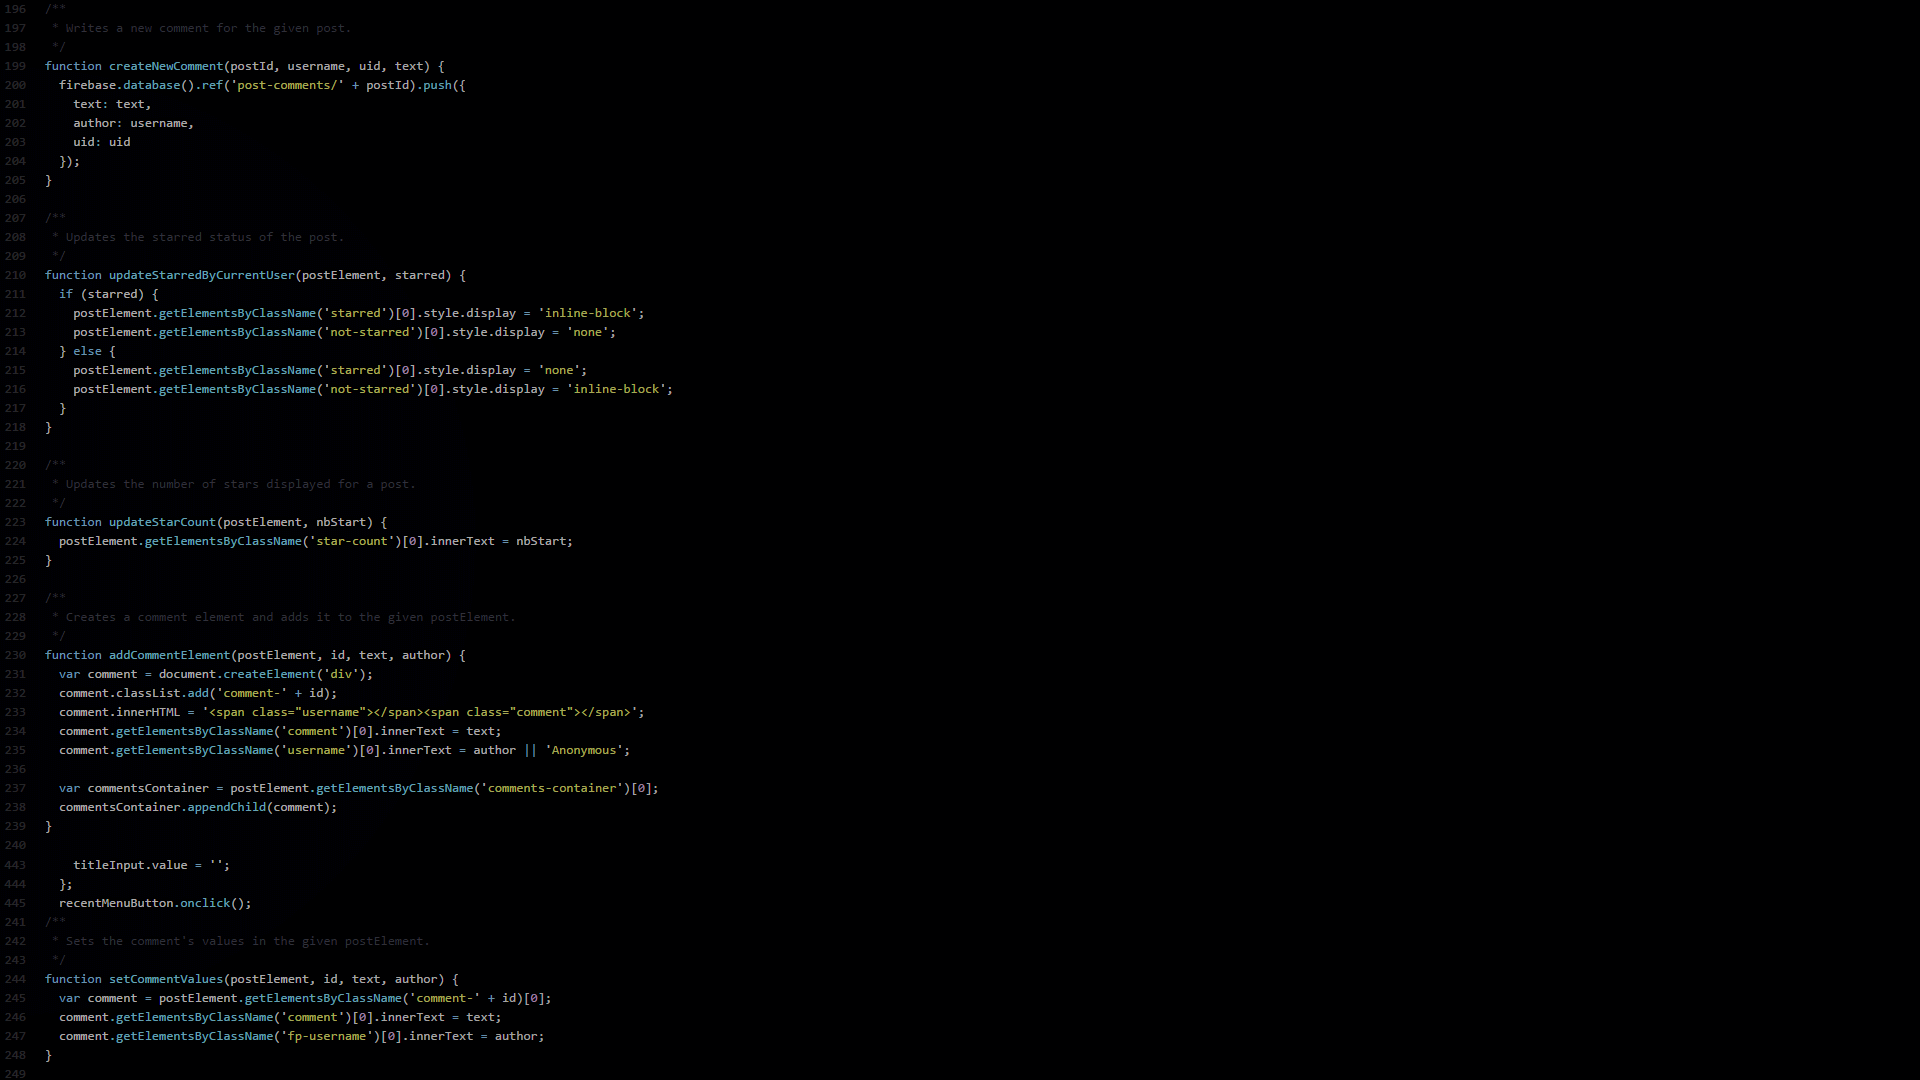 196 /**
197  * Writes a new comment for the given post.
198  */
199 function createNewComment(postId, username, uid, text) {
200   firebase.database().ref('post-comments/' + postId).push({
201     text: text,
202     author: username,
203     uid: uid
204   });
205 }
206
207 /**
208  * Updates the starred status of the post.
209  */
210 function updateStarredByCurrentUser(postElement, starred) {
211   if (starred) {
212     postElement.getElementsByClassName('starred')[0].style.display = 'inline-block';
213     postElement.getElementsByClassName('not-starred')[0].style.display = 'none';
214   } else {
215     postElement.getElementsByClassName('starred')[0].style.display = 'none';
216     postElement.getElementsByClassName('not-starred')[0].style.display = 'inline-block';
217   }
218 }
219
220 /**
221  * Updates the number of stars displayed for a post.
222  */
223 function updateStarCount(postElement, nbStart) {
224   postElement.getElementsByClassName('star-count')[0].innerText = nbStart;
225 }
226
227 /**
228  * Creates a comment element and adds it to the given postElement.
229  */
230 function addCommentElement(postElement, id, text, author) {
231   var comment = document.createElement('div');
232   comment.classList.add('comment-' + id);
233   comment.innerHTML = '<span class="username"></span><span class="comment"></span>';
234   comment.getElementsByClassName('comment')[0].innerText = text;
235   comment.getElementsByClassName('username')[0].innerText = author || 'Anonymous';
236
237   var commentsContainer = postElement.getElementsByClassName('comments-container')[0];
238   commentsContainer.appendChild(comment);
239 }
240
443     titleInput.value = '';
444   };
445   recentMenuButton.onclick();
241 /**
242  * Sets the comment's values in the given postElement.
243  */
244 function setCommentValues(postElement, id, text, author) {
245   var comment = postElement.getElementsByClassName('comment-' + id)[0];
246   comment.getElementsByClassName('comment')[0].innerText = text;
247   comment.getElementsByClassName('fp-username')[0].innerText = author;
248 }
249